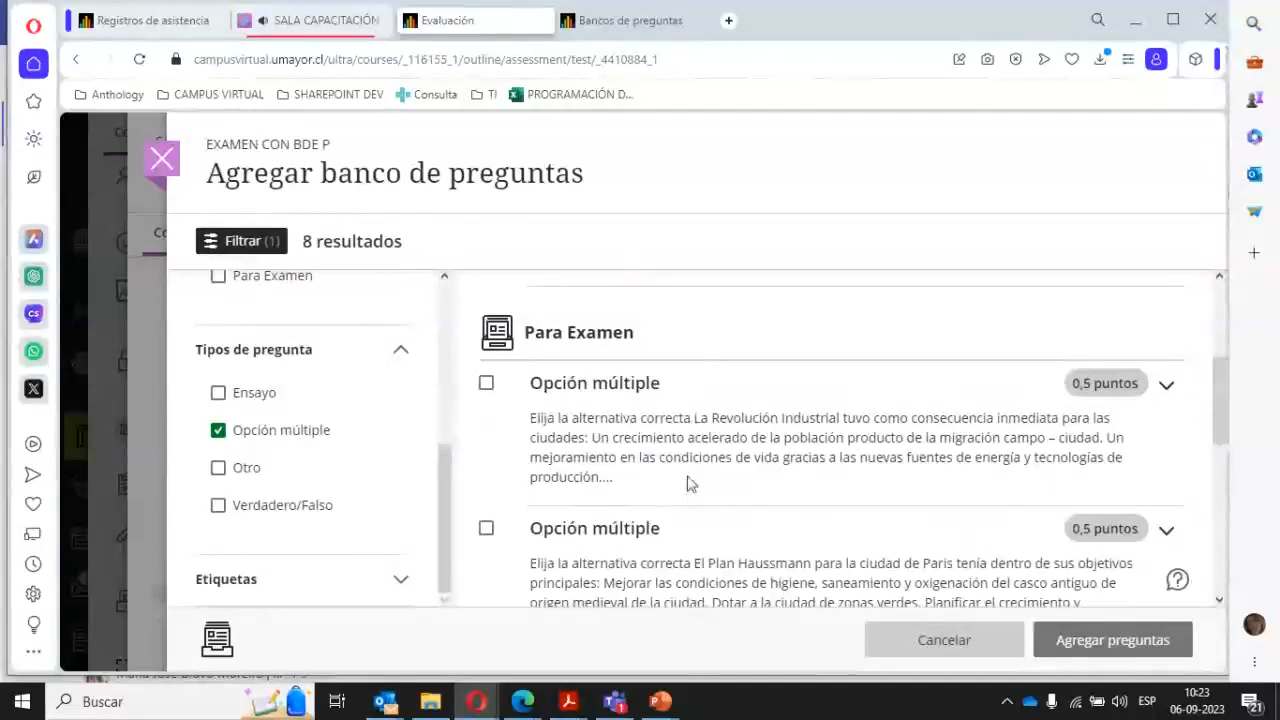 Registros de asistencia
SALA CAPACITACIÓN
Evaluación
Bancos de preguntas
campusvirtual.umayor.cl/ultra/courses/_116155_1/outline/assessment/test/_4410884_1
Anthology
CAMPUS VIRTUAL
SHAREPOINT DEV
Consulta
TI
PROGRAMACIÓN D...
EXAMEN CON BDE P
Agregar banco de preguntas
Filtrar (1)
8 resultados
Para Examen
Tipos de pregunta
Ensayo
Opción múltiple
Otro
Verdadero/Falso
Etiquetas
Para Examen
Opción múltiple
0,5 puntos
Elija la alternativa correcta La Revolución Industrial tuvo como consecuencia inmediata para las
ciudades: Un crecimiento acelerado de la población producto de la migración campo – ciudad. Un
mejoramiento en las condiciones de vida gracias a las nuevas fuentes de energía y tecnologías de
producción....
Opción múltiple
0,5 puntos
Elija la alternativa correcta El Plan Haussmann para la ciudad de Paris tenía dentro de sus objetivos
principales: Mejorar las condiciones de higiene, saneamiento y oxigenación del casco antiguo de
origen medieval de la ciudad. Dotar a la ciudad de zonas verdes. Planificar el crecimiento y
Cancelar
Agregar preguntas
Buscar
ESP
10:23
06-09-2023
21